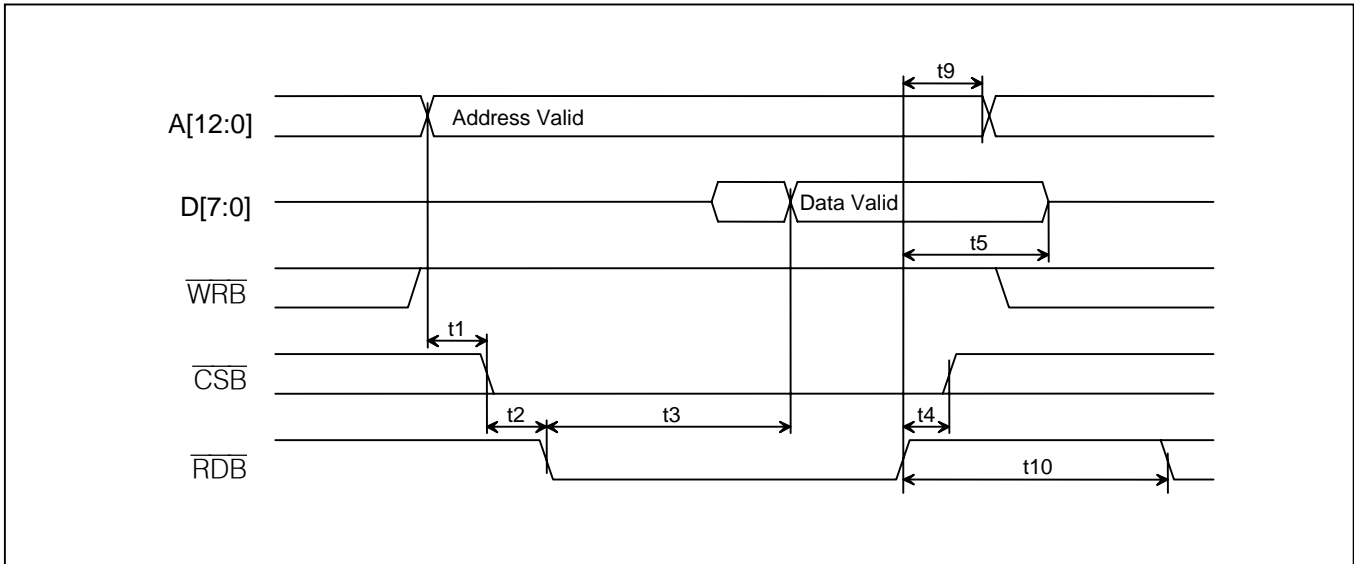 t9
A[12:0]
Address Valid
D[7:0]
Data Valid
t5
WRB
t1
CSB
t2
t3
t4
RDB
t10